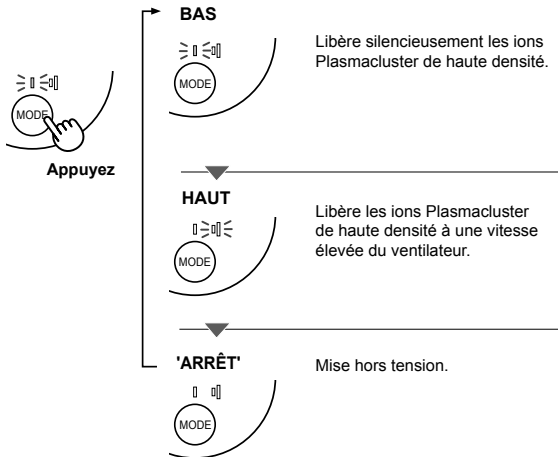 MODE
Appuyez
BAS
MODE
Libère silencieusement les ions
Plasmacluster de haute densité.
HAUT
MODE
Libère les ions Plasmacluster
de haute densité à une vitesse
élevée du ventilateur.
'ARRÊT'
MODE
Mise hors tension.